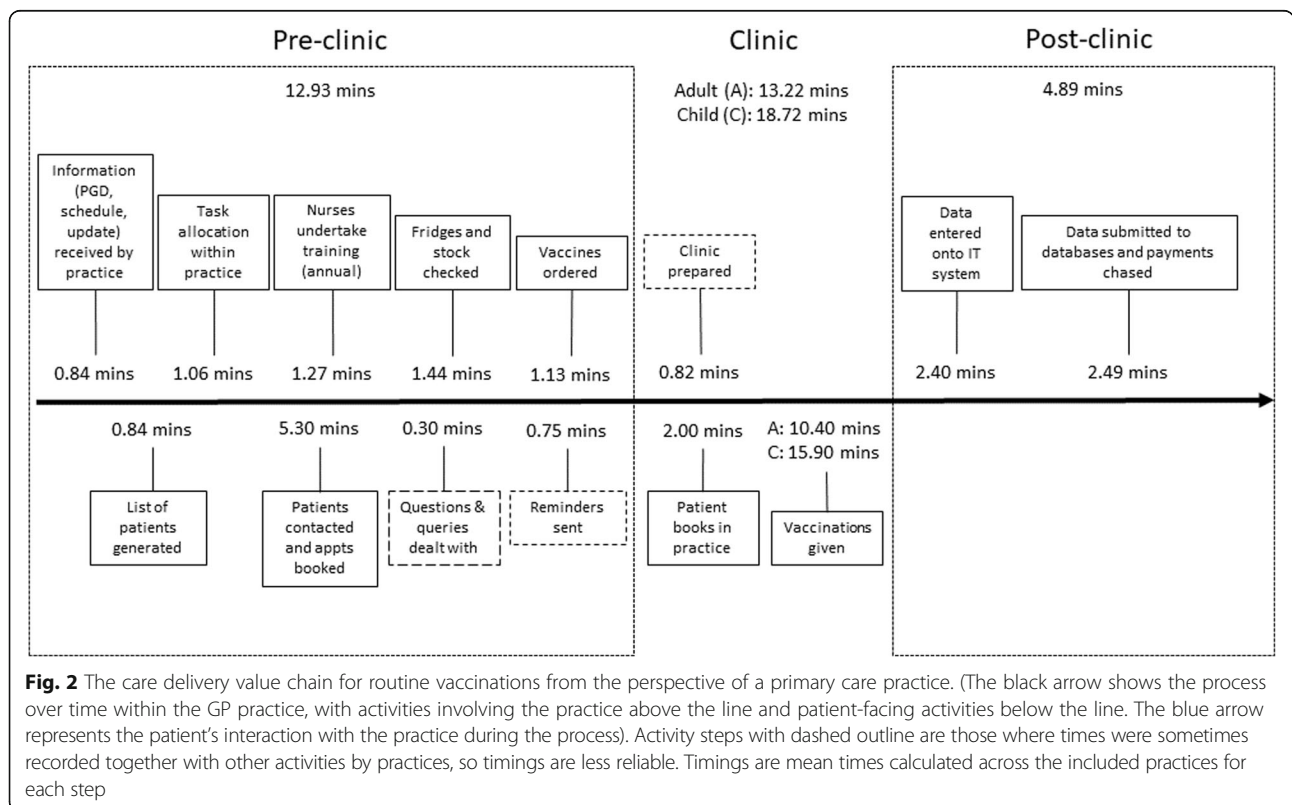 Pre-clinic
Clinic
Post-clinic
12.93 mins
Adult (A): 13.22 mins
Child (C): 18.72 mins
4.89 mins
Information
(PGD,
schedule,
update)
received by
practice
Task
allocation
within
practice
Nurses
undertake
training
(annual)
Fridges and
stock
checked
Vaccines
ordered
Clinic
prepared
Data
entered
onto IT
system
Data submitted to
databases and payments
chased
0.84 mins
1.06 mins
1.27 mins
1.44 mins
1.13 mins
0.82 mins
2.40 mins
2.49 mins
0.84 mins
5.30 mins
0.30 mins
0.75 mins
2.00 mins
A: 10.40 mins
C: 15.90 mins
List of
patients
generated
Patients
contacted
and appts
booked
Questions &
queries
dealt with
Reminders
sent
Patient
books in
practice
Vaccinations
given
Fig. 2 The care delivery value chain for routine vaccinations from the perspective of a primary care practice. (The black arrow shows the process
over time within the GP practice, with activities involving the practice above the line and patient-facing activities below the line. The blue arrow
represents the patient's interaction with the practice during the process). Activity steps with dashed outline are those where times were sometimes
recorded together with other activities by practices, so timings are less reliable. Timings are mean times calculated across the included practices for
each step